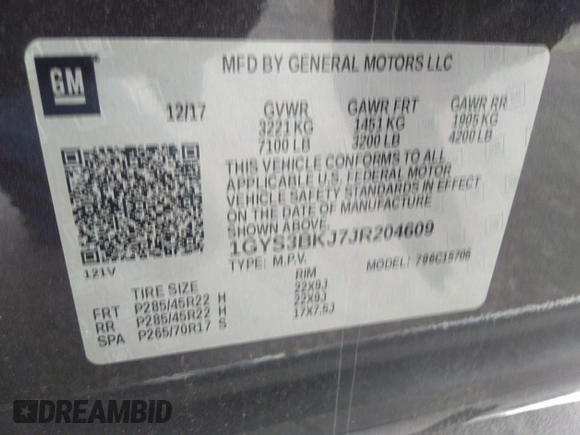 GM
MFD BY GENERAL MOTORS LLC
12/17 GVWR GAWR FRT GAWR RR
3221 KG 1451 KG 1905 KG
7100 LB 3200 LB 4200 LB
THIS VEHICLE CONFORMS TO ALL
APPLICABLE U.S. FEDERAL MOTOR
VEHICLE SAFETY STANDARDS IN EFFECT
ON THE DATE OF MANUFACTURE
1GYS3BKJ7JR204609
121V TYPE: M.P.V. MODEL: 796C15706
TIRE SIZE RIM
FRT P285/45R22 H 22X9J
RR P285/45R22 H 22X9J
SPA P265/70R17 S 17X7.5J
DREAMBID